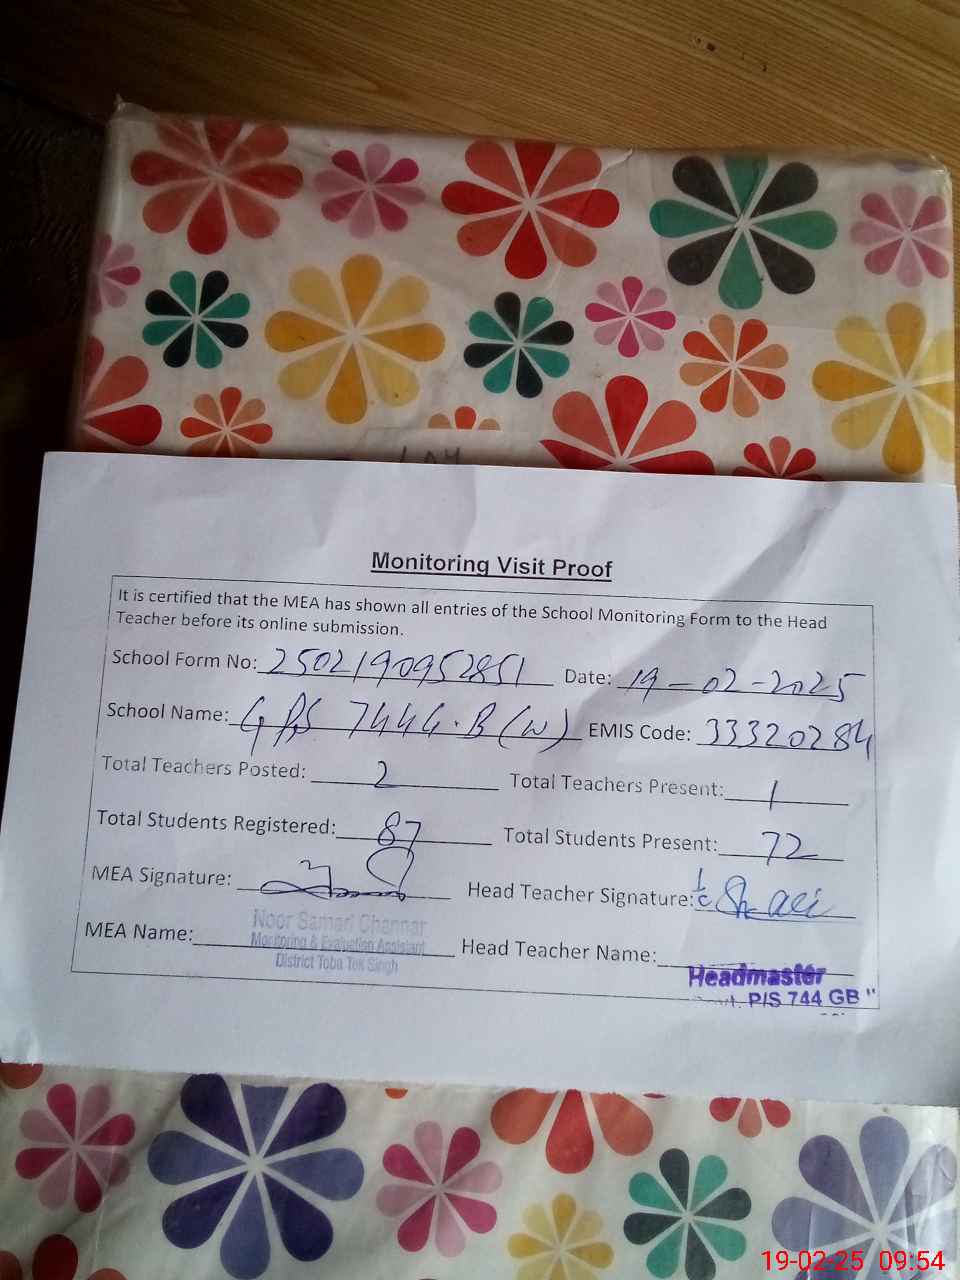 Monitoring Visit Proof
It is certified that the MEA has shown all entries of the School Monitoring Form to the Head
Teacher before its online submission.
School Form No: 2502190952851 Date: 19-02-2025
School Name: GPS 744 G.B (W) EMIS Code: 33320284
Total Teachers Posted: 2 Total Teachers Present: 1
Total Students Registered: 87 Total Students Present: 72
MEA Signature: Head Teacher Signature:
MEA Name: Noor Samari Channar Head Teacher Name:
Monitoring & Evaluation Assistant
District Toba Tek Singh
Headmaster
P/S 744 GB "
19-02-25 09:54